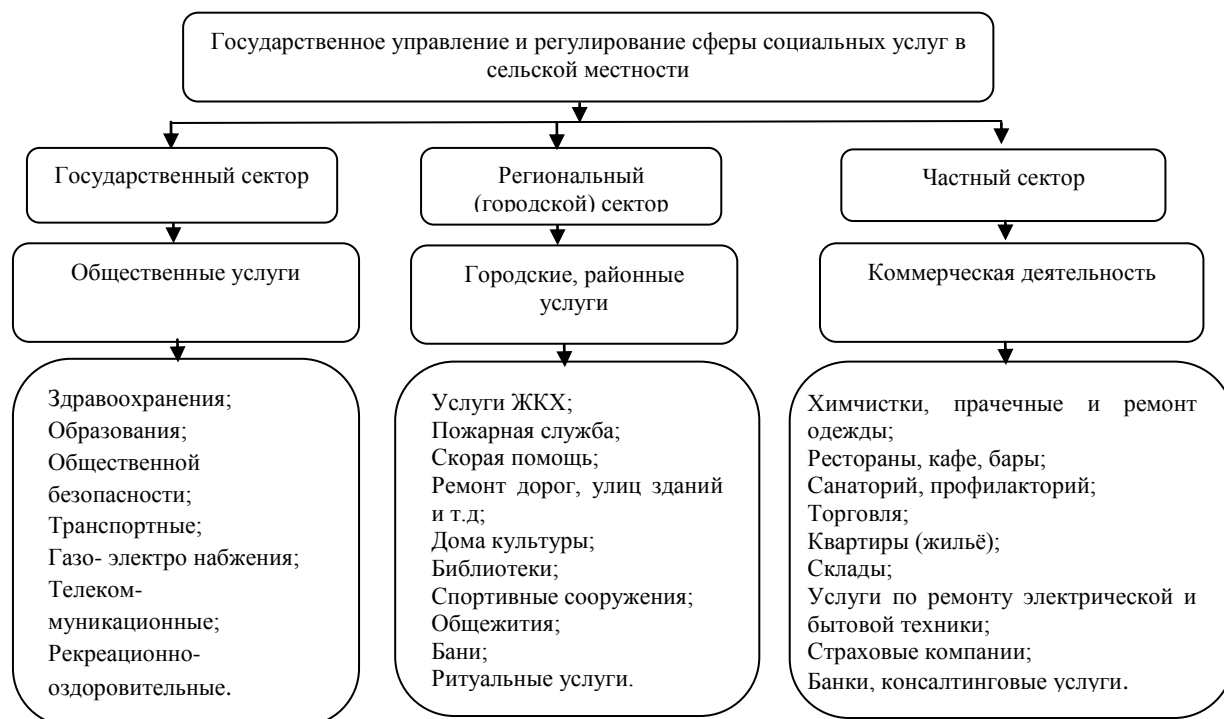 Государственное управление и регулирование сферы социальных услуг в
сельской местности
Государственный сектор
Региональный
(городской) сектор
Частный сектор
Общественные услуги
Городские, районные
услуги
Коммерческая деятельность
Здравоохранения;
Образования;
Общественной
безопасности;
Транспортные;
Газо- электро набжения;
Телеком-
муникационные;
Рекреационно-
оздоровительные.
Услуги ЖКХ;
Пожарная служба;
Скорая помощь;
Ремонт дорог, улиц зданий
и т.д;
Дома культуры;
Библиотеки;
Спортивные сооружения;
Общежития;
Бани;
Ритуальные услуги.
Химчистки, прачечные и ремонт
одежды;
Рестораны, кафе, бары;
Санаторий, профилакторий;
Торговля;
Квартиры (жильё);
Склады;
Услуги по ремонту электрической и
бытовой техники;
Страховые компании;
Банки, консалтинговые услуги.